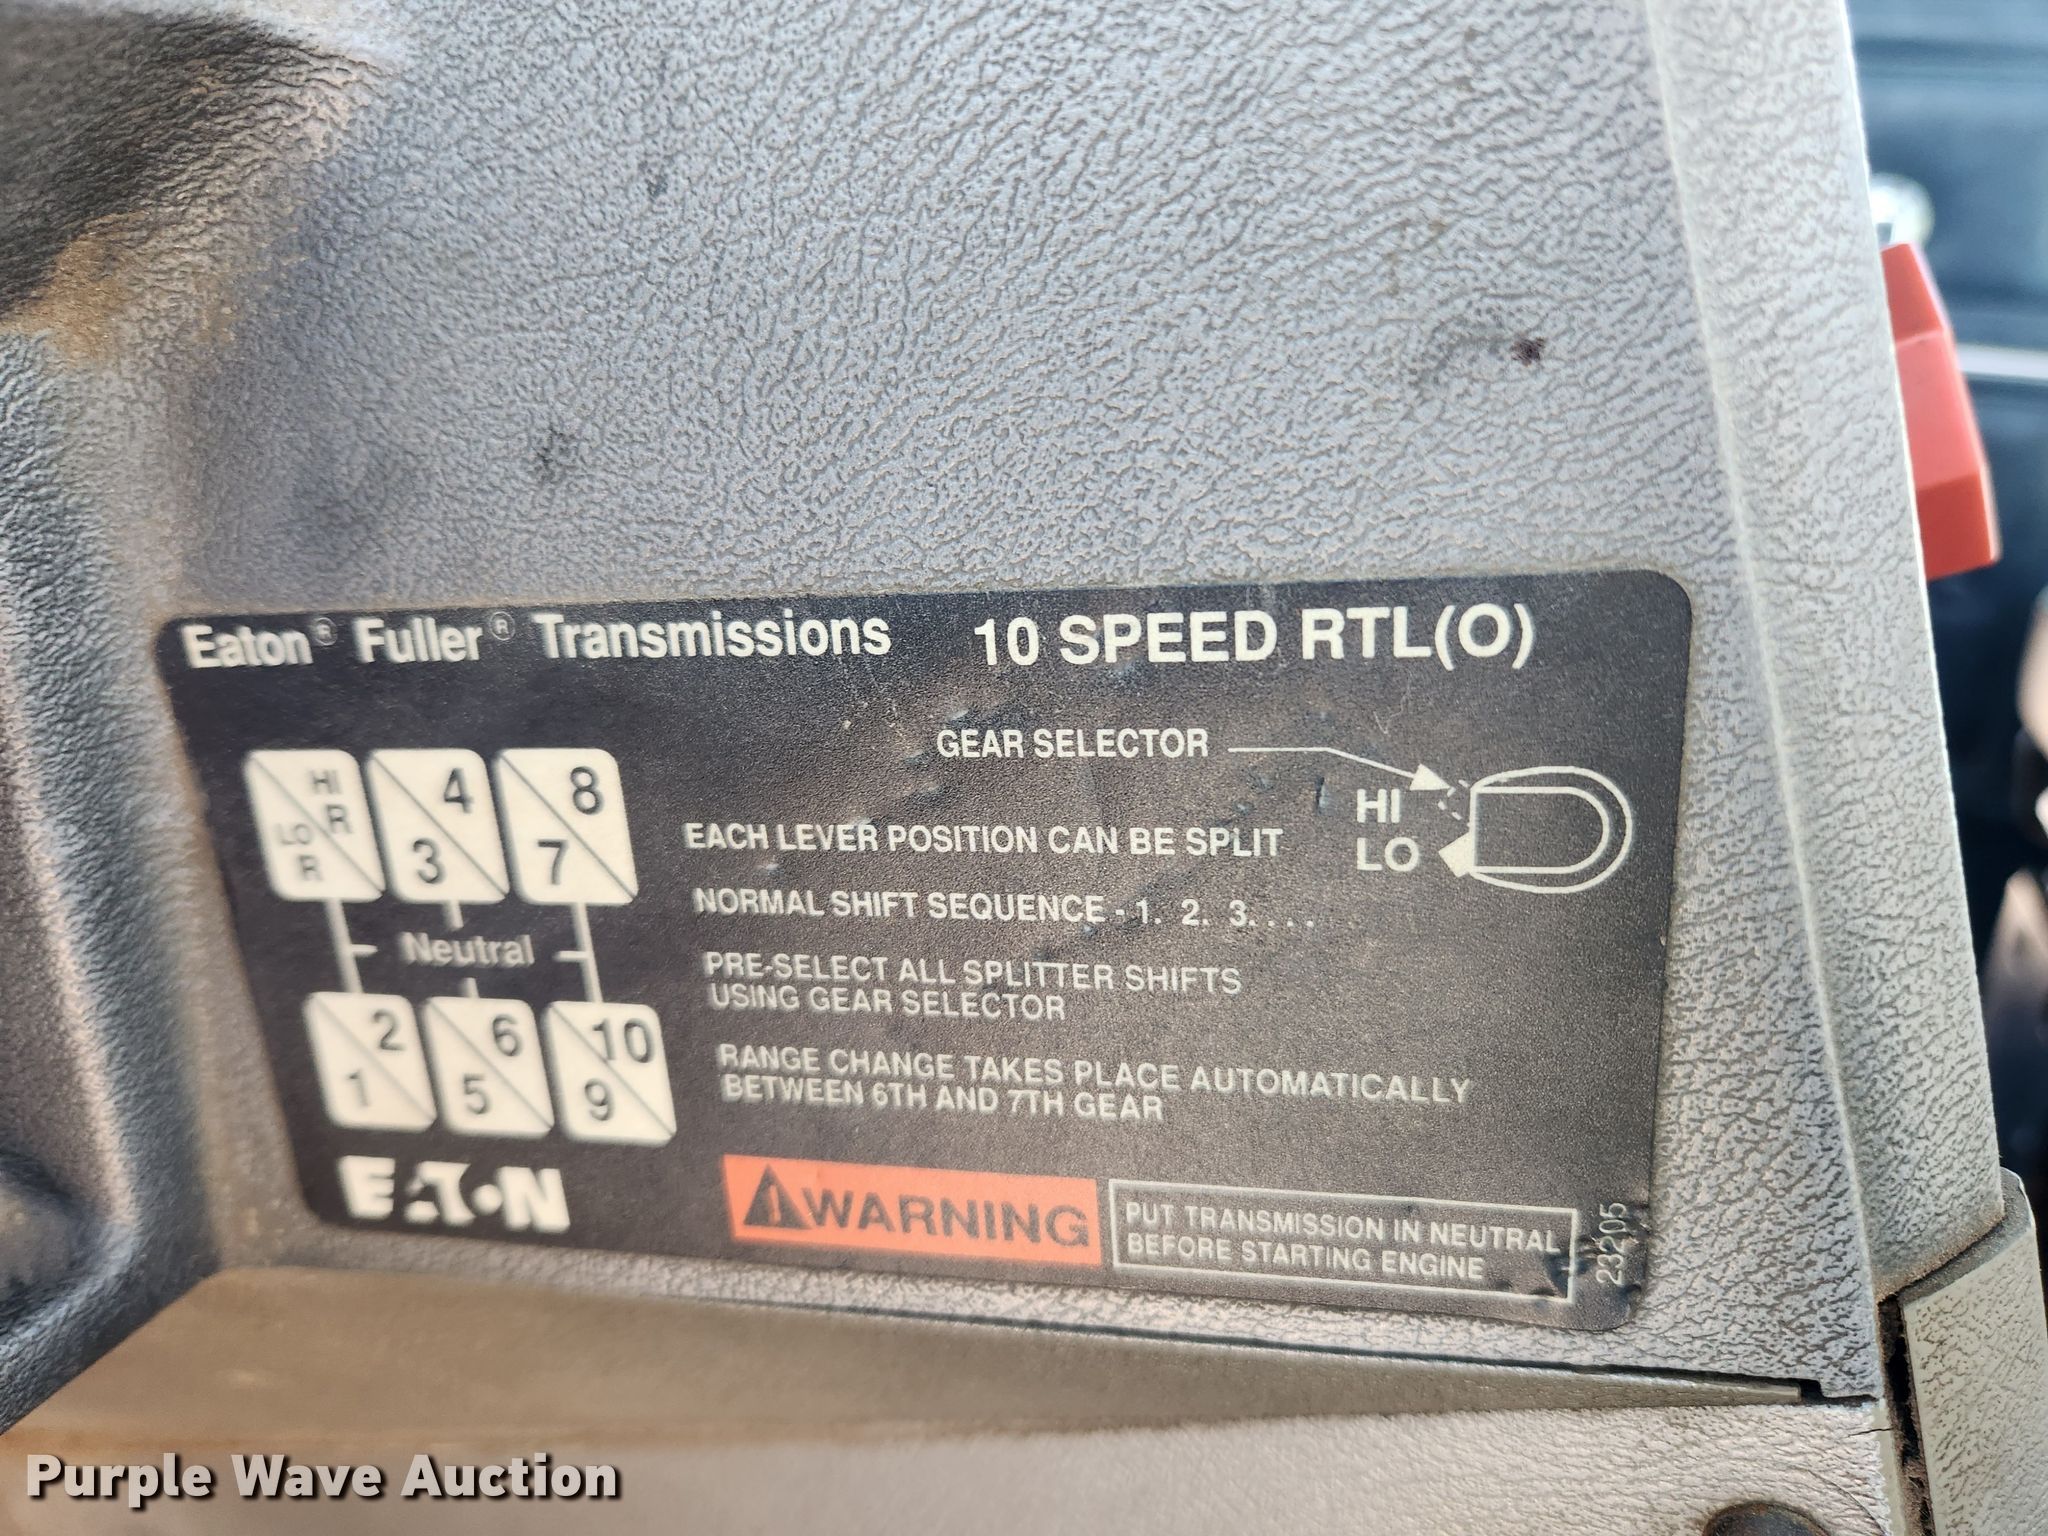 Eaton® Fuller® Transmissions 10 SPEED RTL(O)
GEAR SELECTOR
HI
LO
HI
R
LO
R
4
3
8
7
Neutral
2
1
6
5
10
9
EACH LEVER POSITION CAN BE SPLIT
NORMAL SHIFT SEQUENCE - 1. 2. 3. . . .
PRE-SELECT ALL SPLITTER SHIFTS
USING GEAR SELECTOR
RANGE CHANGE TAKES PLACE AUTOMATICALLY
BETWEEN 6TH AND 7TH GEAR
EATON
WARNING
PUT TRANSMISSION IN NEUTRAL
BEFORE STARTING ENGINE
23205
Purple Wave Auction